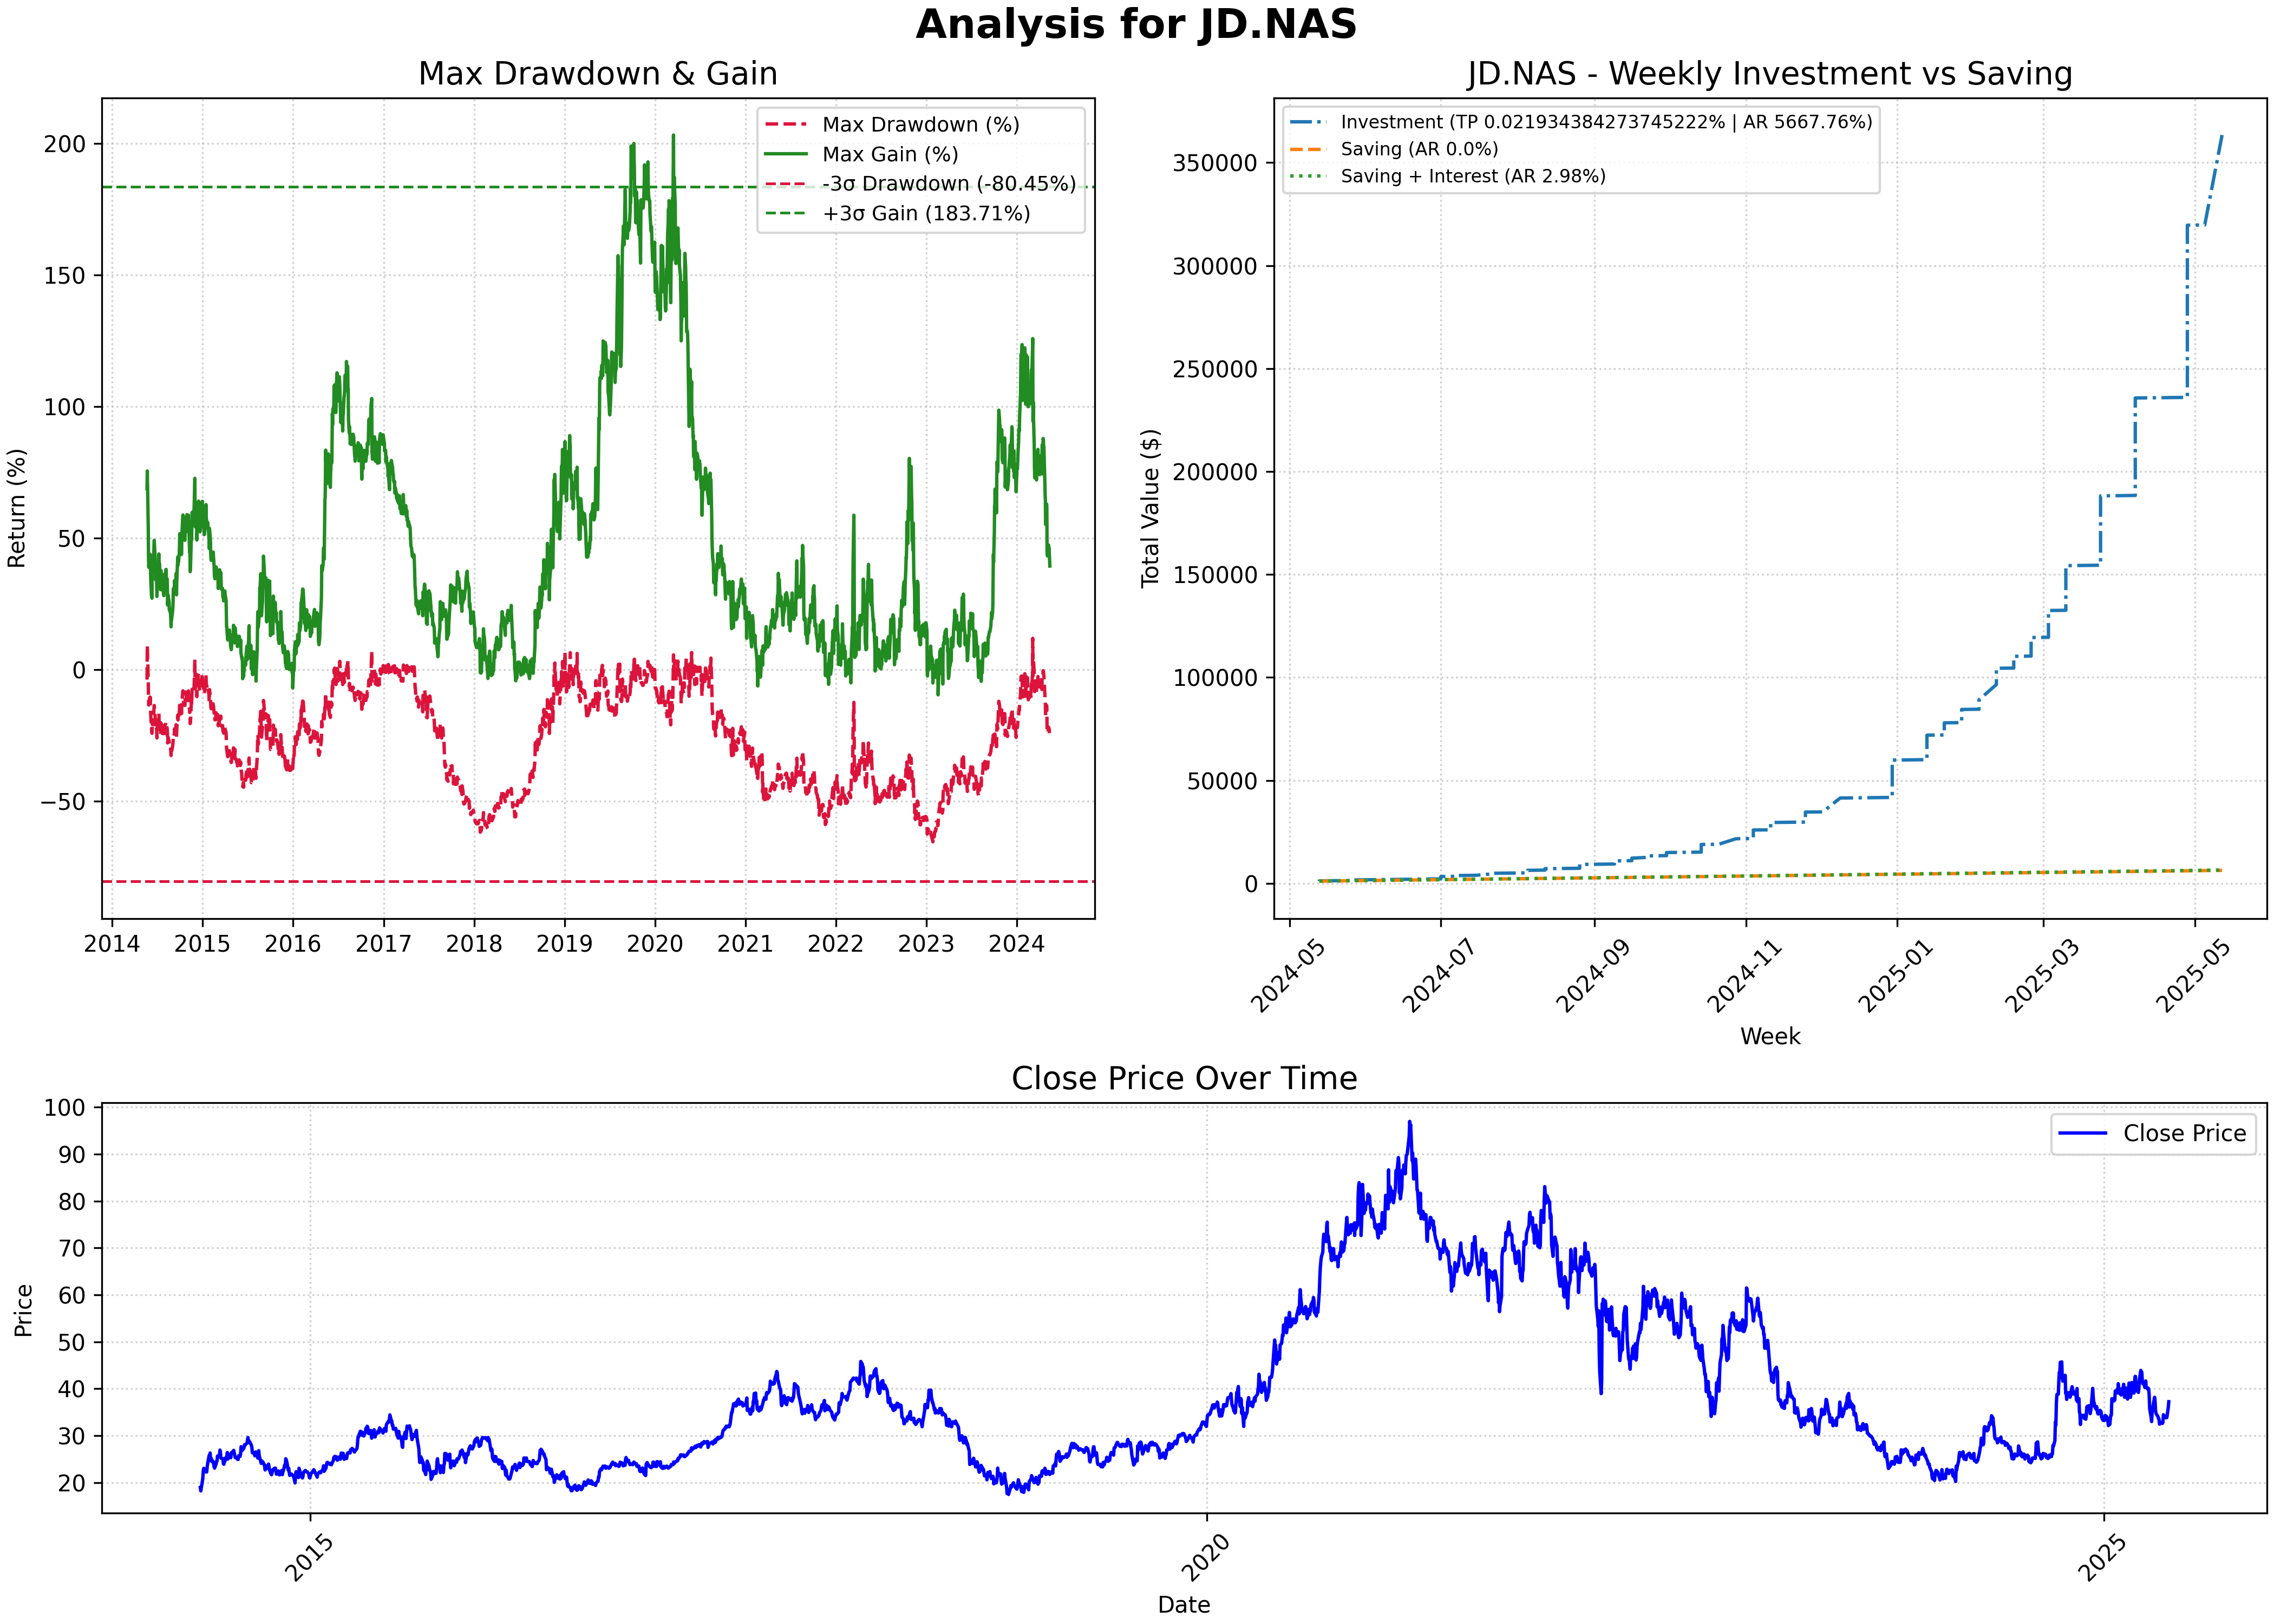 Analysis for JD.NAS
Max Drawdown & Gain
Return (%)
200
150
100
50
0
−50
Max Drawdown (%)
Max Gain (%)
-3σ Drawdown (-80.45%)
+3σ Gain (183.71%)
2014 2015 2016 2017 2018 2019 2020 2021 2022 2023 2024
JD.NAS - Weekly Investment vs Saving
Total Value ($)
350000
300000
250000
200000
150000
100000
50000
0
Investment (TP 0.021934384273745222% | AR 5667.76%)
Saving (AR 0.0%)
Saving + Interest (AR 2.98%)
2024-05 2024-07 2024-09 2024-11 2025-01 2025-03 2025-05
Week
Close Price Over Time
Price
100
90
80
70
60
50
40
30
20
Close Price
2015 2020 2025
Date